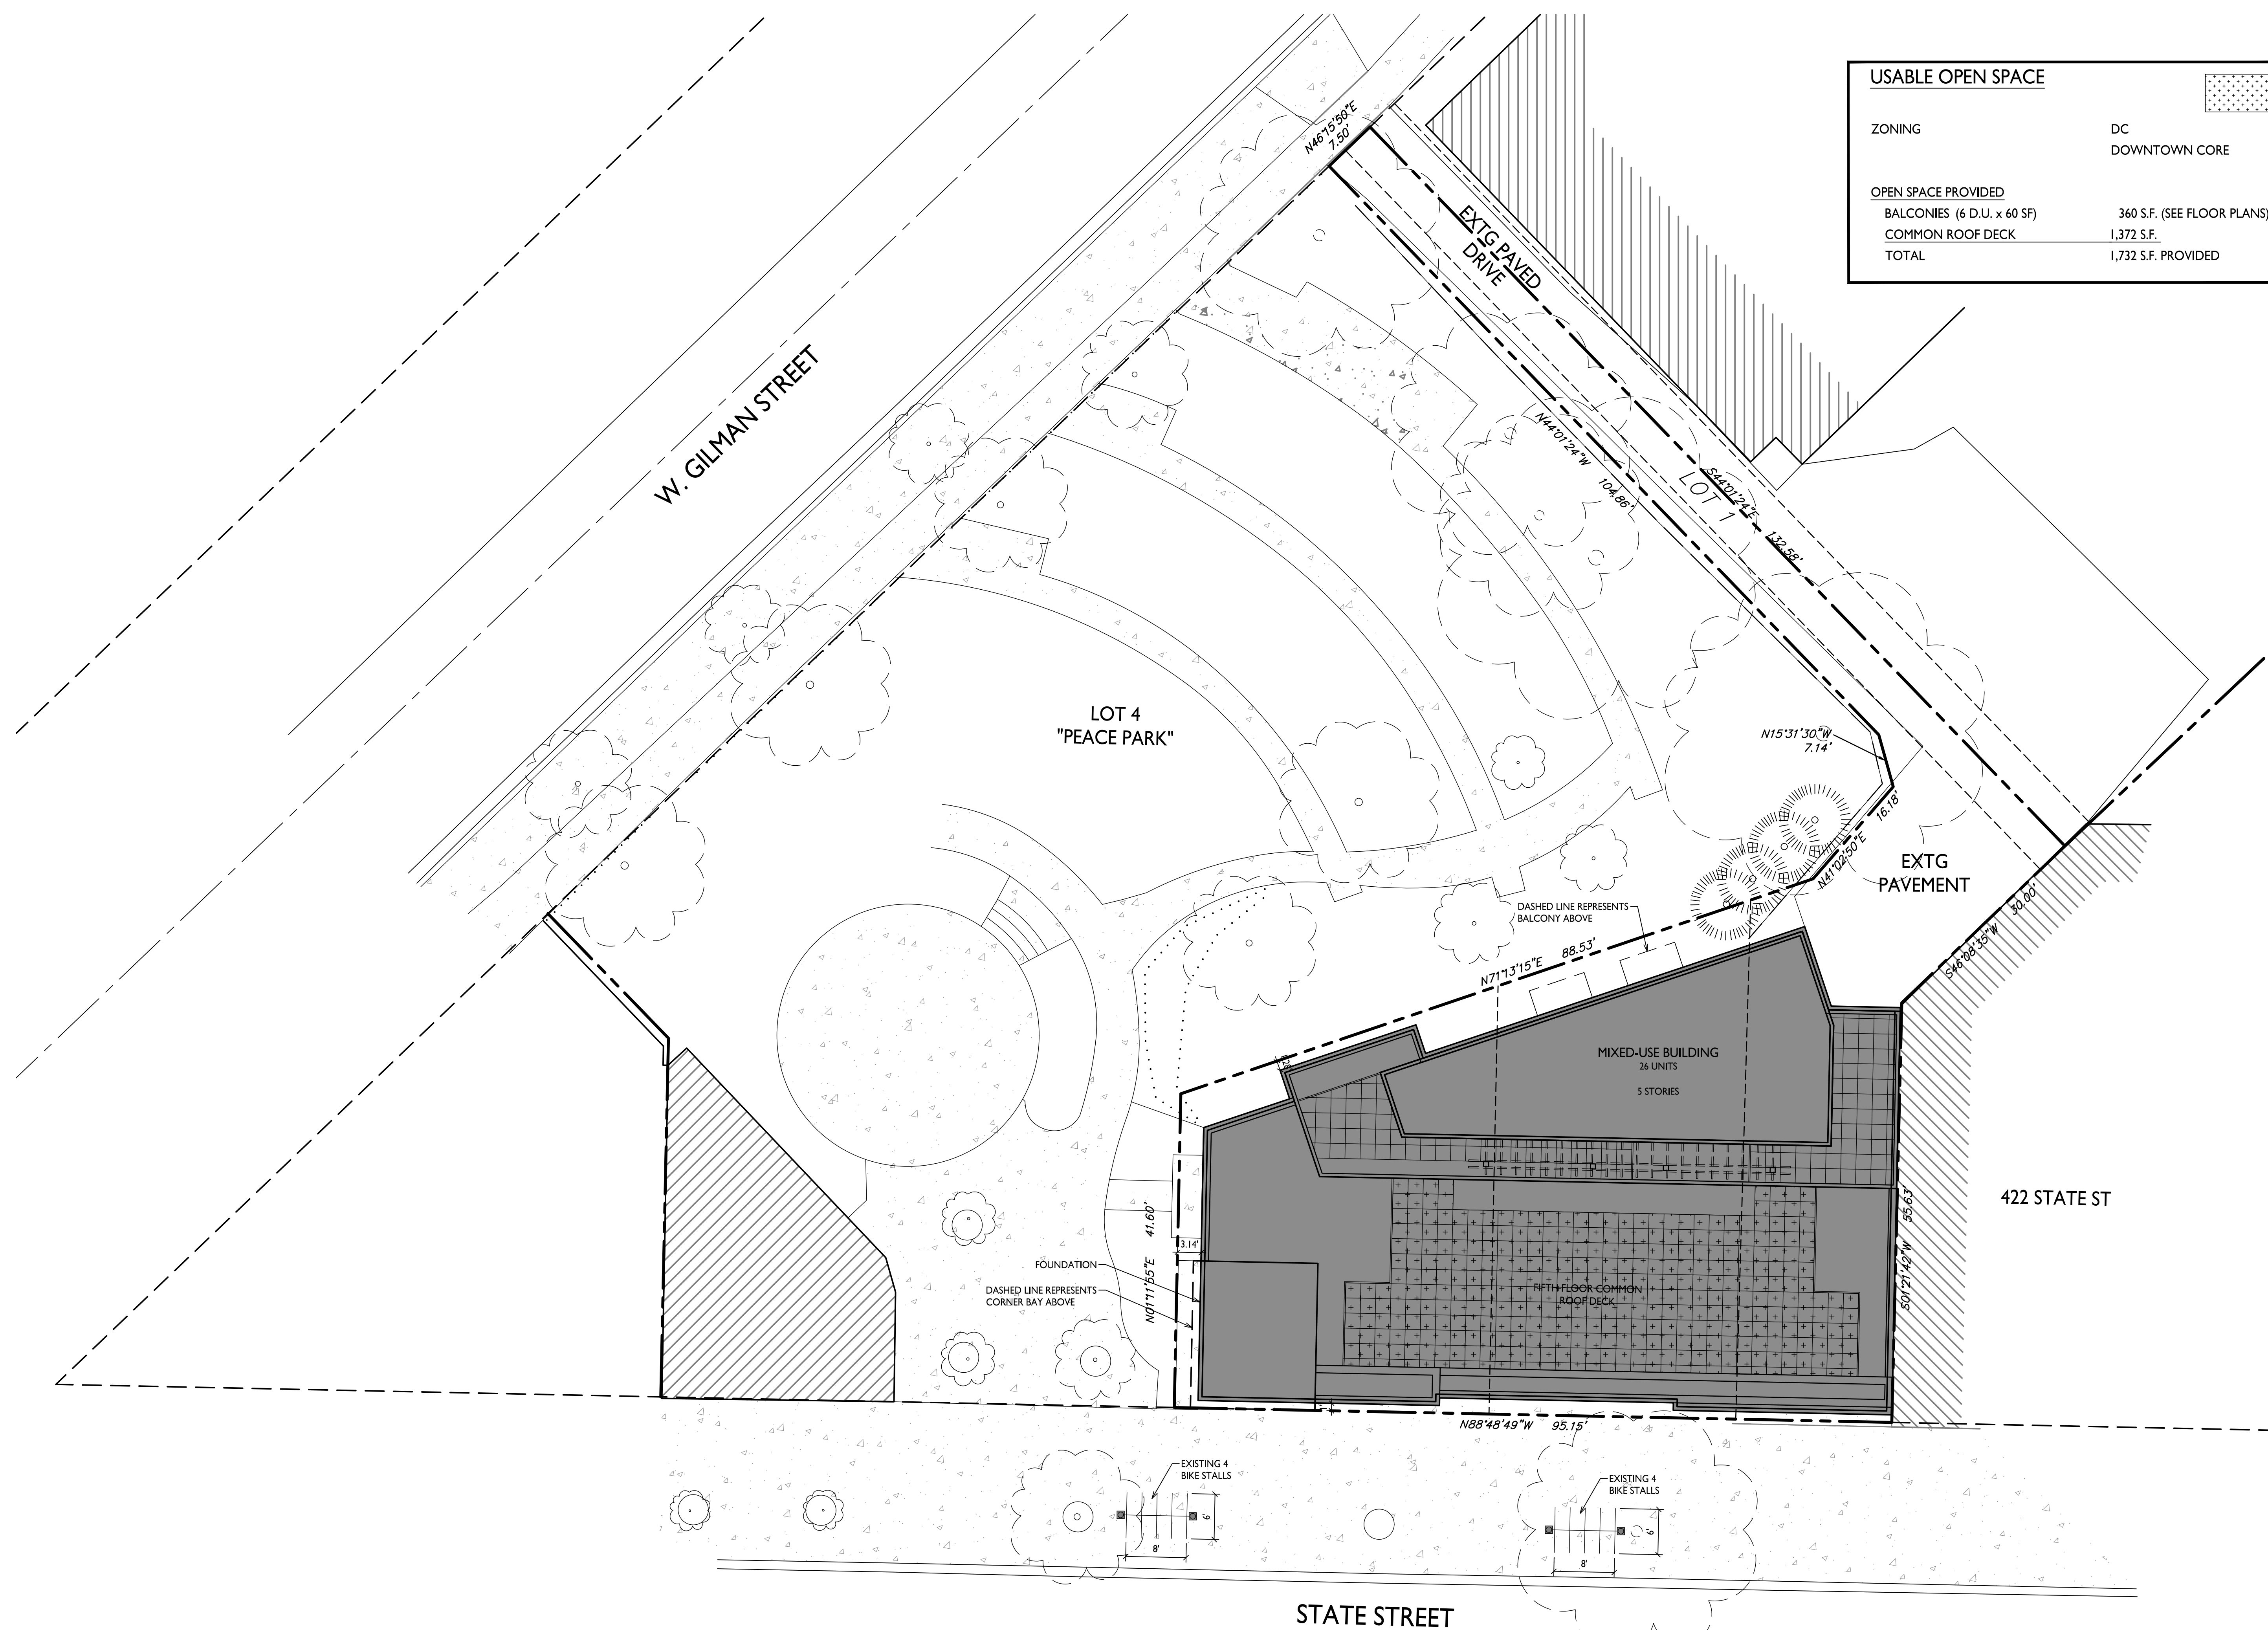 USABLE OPEN SPACE
ZONING DC
DOWNTOWN CORE
OPEN SPACE PROVIDED
BALCONIES (6 D.U. x 60 SF) 360 S.F. (SEE FLOOR PLANS)
COMMON ROOF DECK 1,372 S.F.
TOTAL 1,732 S.F. PROVIDED
N46°15'50"E
7.50'
EXTG PAVED
DRIVE
W. GILMAN STREET
N44°01'24"W 104.86'
LOT 1
S44°01'24"E 132.58'
LOT 4
"PEACE PARK"
N15°31'30"W
7.14'
N41°02'50"E 16.18'
EXTG
PAVEMENT
S46°08'35"W 30.00'
DASHED LINE REPRESENTS
BALCONY ABOVE
N71°13'15"E 88.53'
MIXED-USE BUILDING
26 UNITS
5 STORIES
422 STATE ST
N01°11'55"E 41.60'
3.14'
S01°21'42"W 55.63'
FOUNDATION
DASHED LINE REPRESENTS
CORNER BAY ABOVE
FIFTH FLOOR COMMON
ROOF DECK
N88°48'49"W 95.15'
EXISTING 4
BIKE STALLS
6'
8'
EXISTING 4
BIKE STALLS
6'
8'
STATE STREET